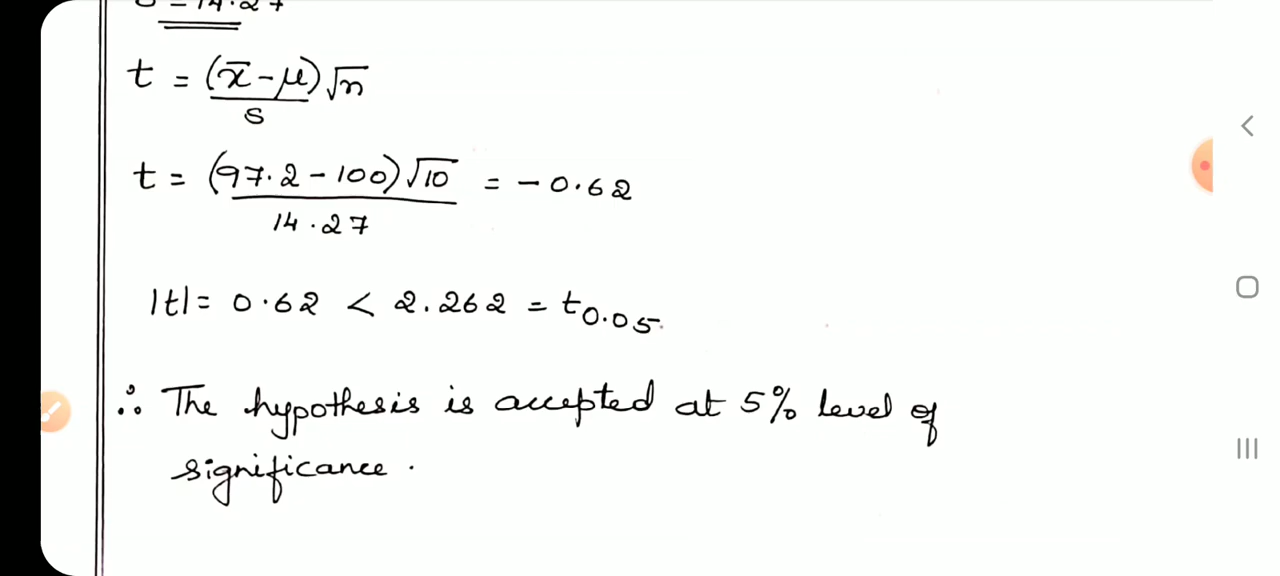 t = (x̄ - μ)√n
s
t = (97.2 - 100)√10 = - 0.62
14.27
|t| = 0.62 < 2.262 = t0.05.
∴ The hypothesis is accepted at 5% level of
significance.